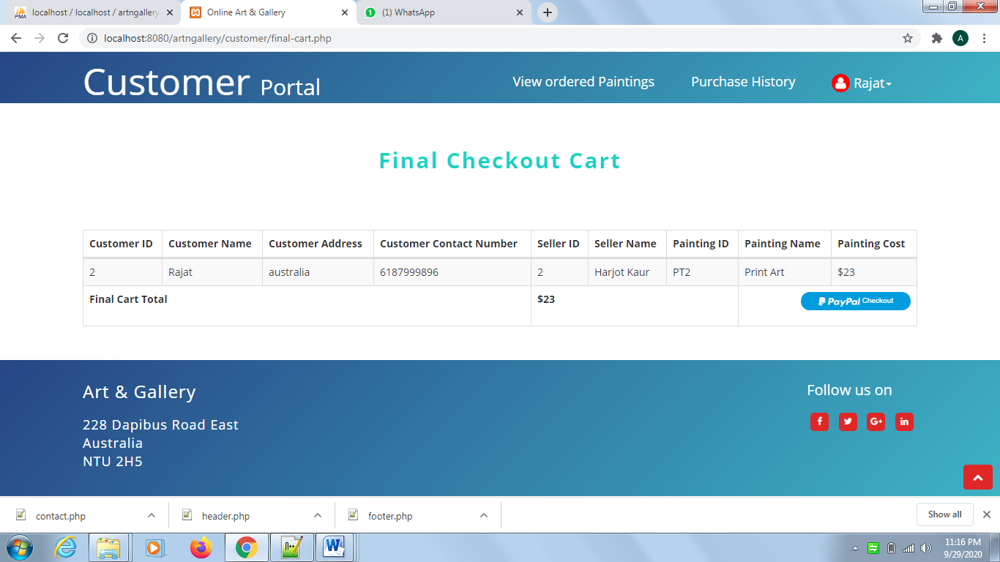 localhost / localhost / artngallery
Online Art & Gallery
(1) WhatsApp
localhost:8080/artngallery/customer/final-cart.php
A
Customer Portal
View ordered Paintings
Purchase History
Rajat
Final Checkout Cart
Customer ID Customer Name Customer Address Customer Contact Number Seller ID Seller Name Painting ID Painting Name Painting Cost
2 Rajat australia 6187999896 2 Harjot Kaur PT2 Print Art $23
Final Cart Total $23 PayPal Checkout
Art & Gallery
Follow us on
228 Dapibus Road East
Australia
NTU 2H5
contact.php
header.php
footer.php
Show all
11:16 PM
9/29/2020